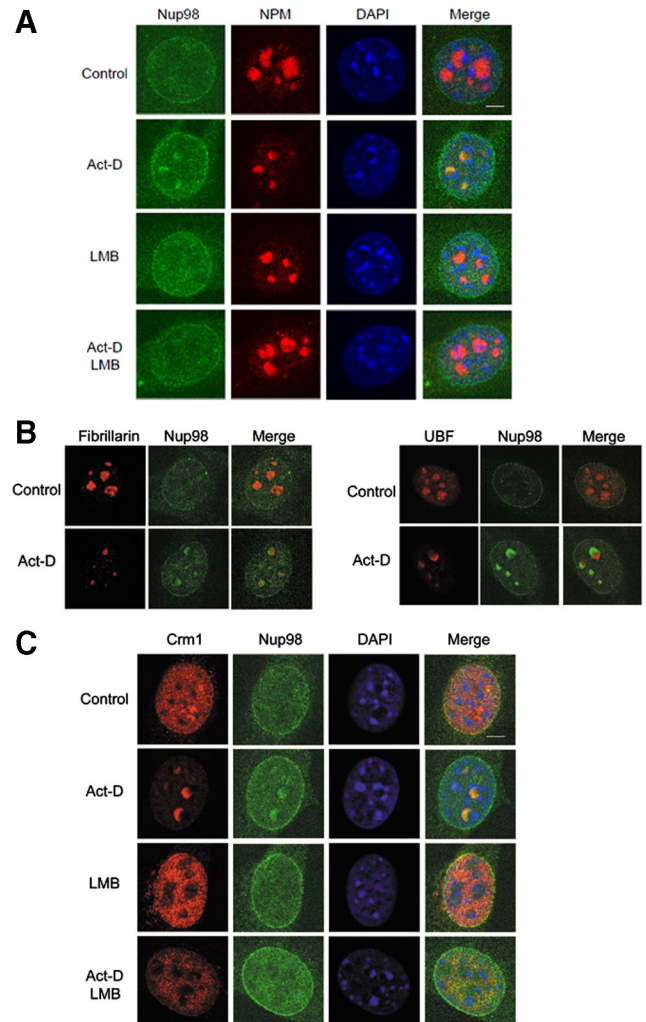 A
Nup98 NPM DAPI Merge
Control
Act-D
LMB
Act-D
LMB
B
Fibrillarin Nup98 Merge
Control
Act-D
UBF Nup98 Merge
Control
Act-D
C
Crm1 Nup98 DAPI Merge
Control
Act-D
LMB
Act-D
LMB